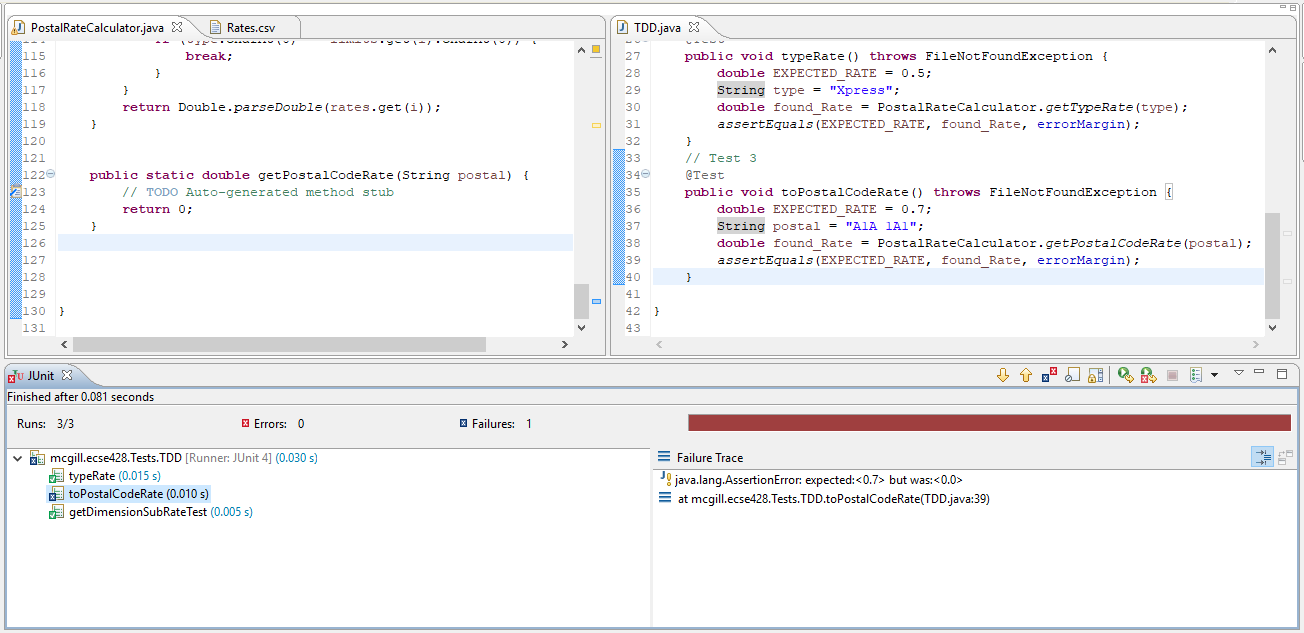 PostalRateCalculator.java
Rates.csv
115 break;
116 }
117 }
118 return Double.parseDouble(rates.get(i));
119 }
120
121
122 public static double getPostalCodeRate(String postal) {
123 // TODO Auto-generated method stub
124 return 0;
125 }
126
127
128
129
130 }
131
TDD.java
27 public void typeRate() throws FileNotFoundException {
28 double EXPECTED_RATE = 0.5;
29 String type = "Xpress";
30 double found_Rate = PostalRateCalculator.getTypeRate(type);
31 assertEquals(EXPECTED_RATE, found_Rate, errorMargin);
32 }
33 // Test 3
34 @Test
35 public void toPostalCodeRate() throws FileNotFoundException {
36 double EXPECTED_RATE = 0.7;
37 String postal = "A1A 1A1";
38 double found_Rate = PostalRateCalculator.getPostalCodeRate(postal);
39 assertEquals(EXPECTED_RATE, found_Rate, errorMargin);
40 }
41
42 }
43
JUnit
Finished after 0.081 seconds
Runs: 3/3 Errors: 0 Failures: 1
mcgill.ecse428.Tests.TDD [Runner: JUnit 4] (0.030 s)
typeRate (0.015 s)
toPostalCodeRate (0.010 s)
getDimensionSubRateTest (0.005 s)
Failure Trace
java.lang.AssertionError: expected:<0.7> but was:<0.0>
at mcgill.ecse428.Tests.TDD.toPostalCodeRate(TDD.java:39)